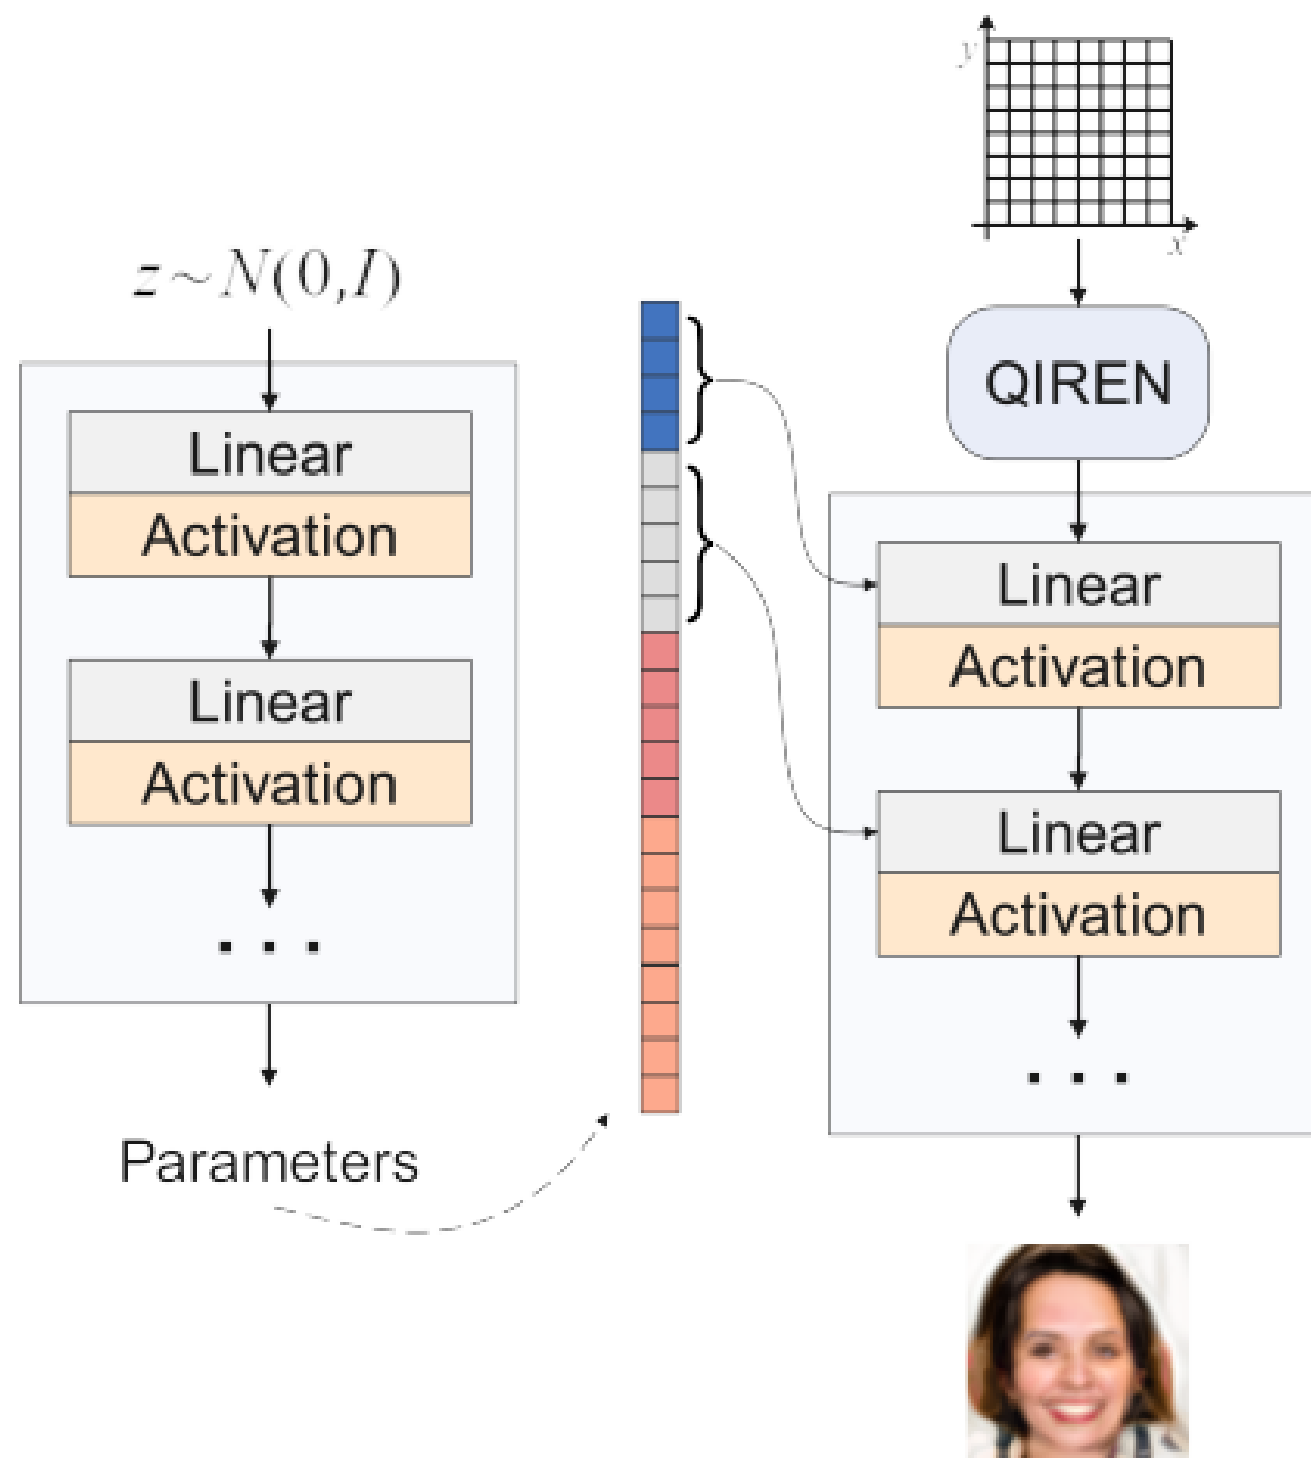 z~N(0,I)
Linear
Activation
Linear
Activation
. . .
Parameters
y
x
QIREN
Linear
Activation
Linear
Activation
. . .